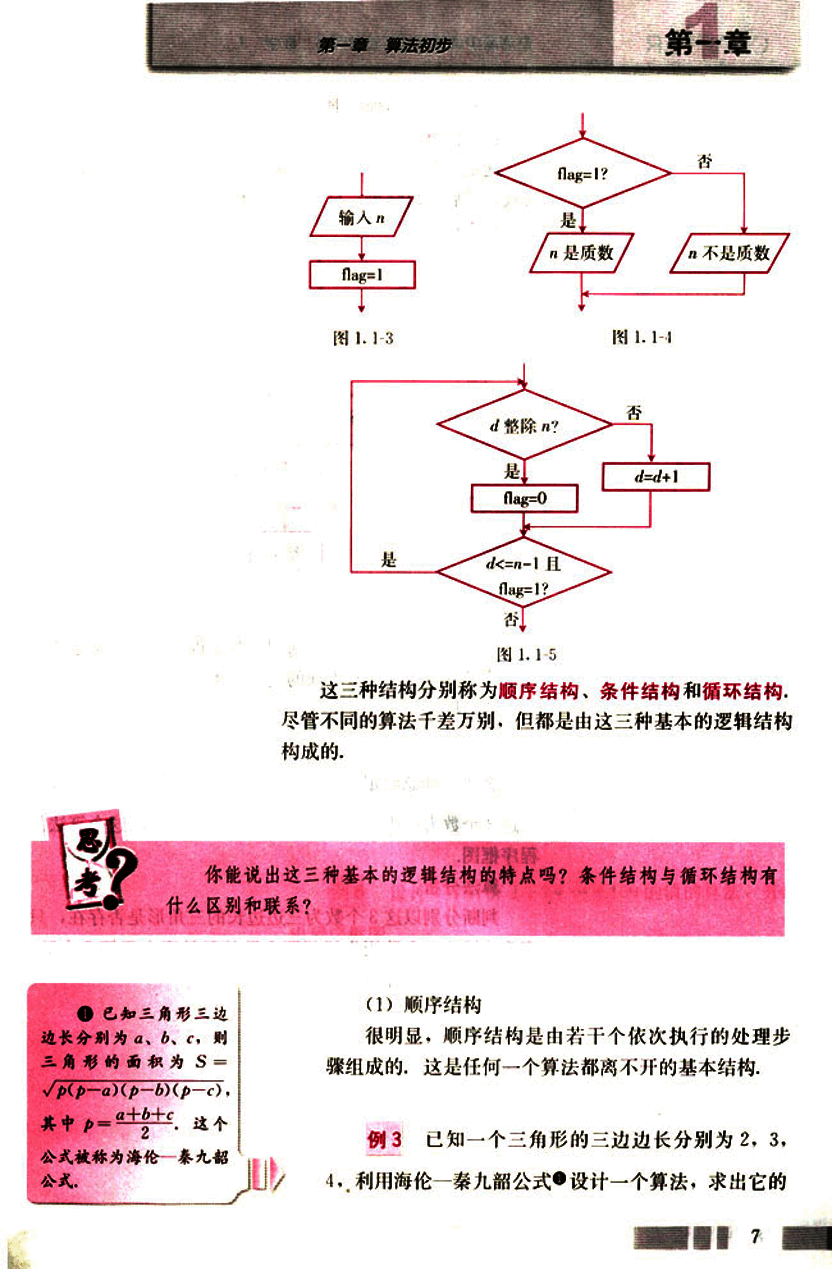 第一章 算法初步
第一章
输入 n
flag=1
图 1.1-3
flag=1?
否
是
n 是质数
n 不是质数
图 1.1-4
d 整除 n?
否
是
d=d+1
flag=0
是
d<=n-1 且
flag=1?
否
图 1.1-5
这三种结构分别称为顺序结构、条件结构和循环结构.
尽管不同的算法千差万别,但都是由这三种基本的逻辑结构
构成的.
思考?
你能说出这三种基本的逻辑结构的特点吗?条件结构与循环结构有
什么区别和联系?
(1) 顺序结构
很明显,顺序结构是由若干个依次执行的处理步
骤组成的. 这是任何一个算法都离不开的基本结构.
例 3 已知一个三角形的三边边长分别为 2,3,
4,利用海伦—秦九韶公式❶设计一个算法,求出它的
❶ 已知三角形三边
边长分别为 a、b、c,则
三角形的面积为 S=
√p(p-a)(p-b)(p-c),
其中 p=a+b+c/2. 这个
公式被称为海伦—秦九韶
公式.
7